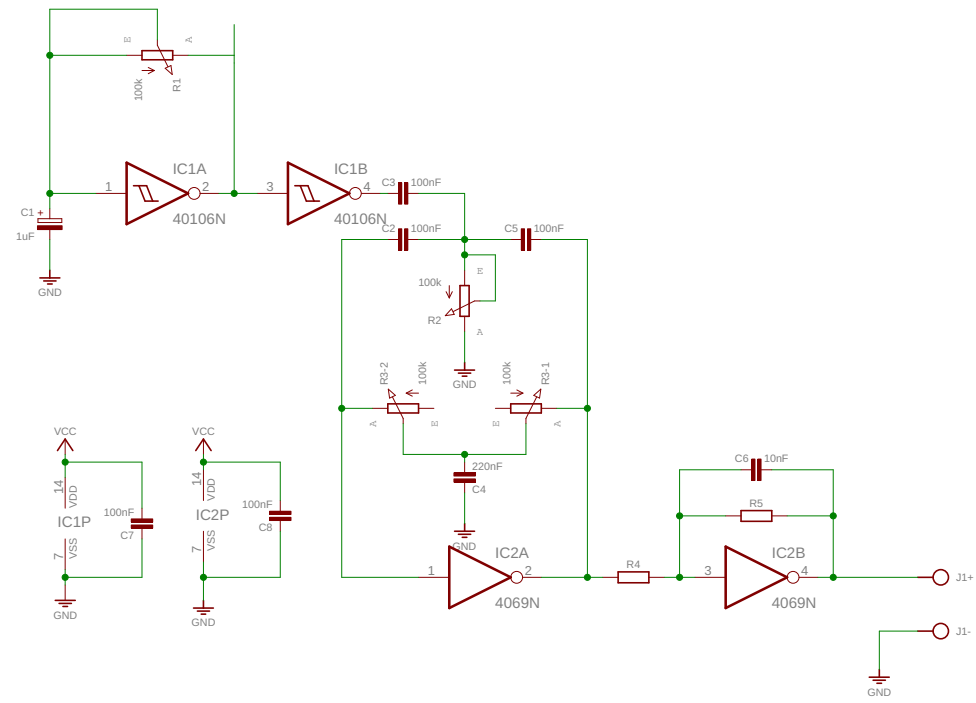 E
A
100k
R1
IC1A
1
2
40106N
IC1B
3
4
40106N
C3
100nF
C1
+
1uF
GND
C2
100nF
C5
100nF
E
100k
R2
A
GND
R3-2
100k
A
E
100k
R3-1
E
A
220nF
C4
GND
VCC
14
VDD
IC1P
100nF
C7
7
VSS
GND
VCC
14
VDD
IC2P
100nF
C8
7
VSS
GND
IC2A
1
2
4069N
R4
C6
10nF
R5
IC2B
3
4
4069N
J1+
J1-
GND